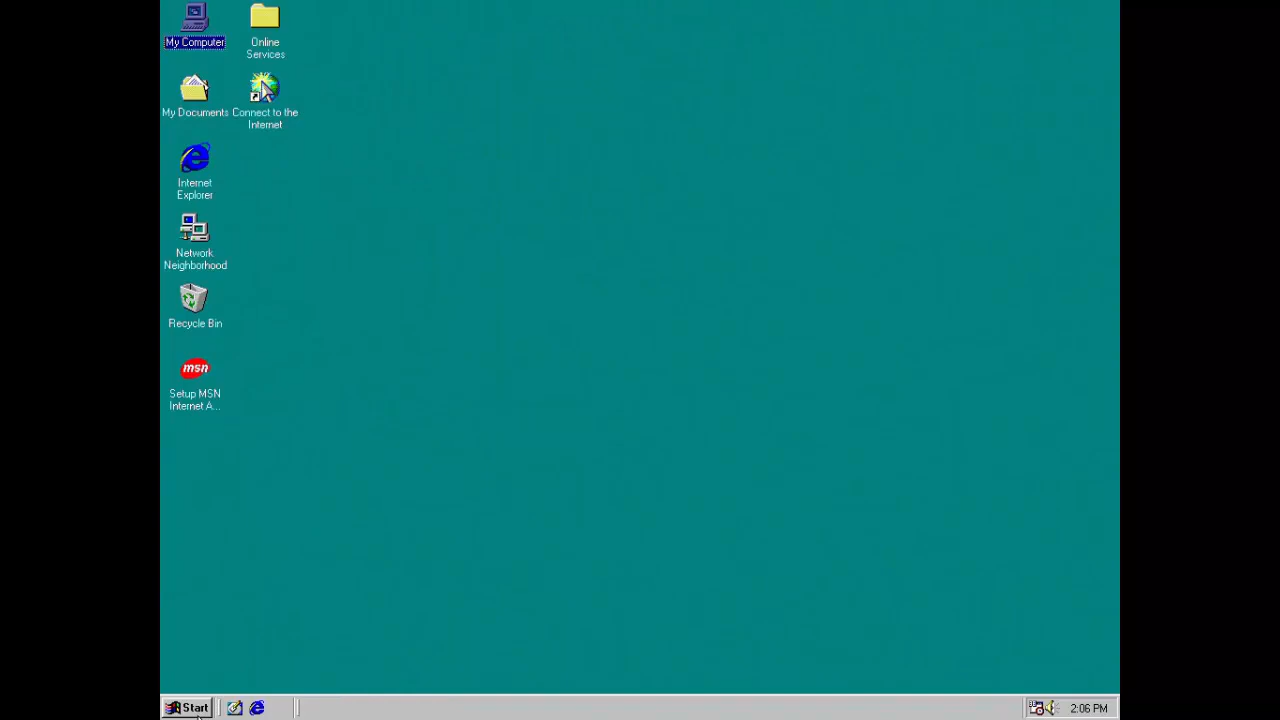 My Computer
Online
Services
My Documents
Connect to the
Internet
Internet
Explorer
Network
Neighborhood
Recycle Bin
msn
Setup MSN
Internet A...
Start
2:06 PM